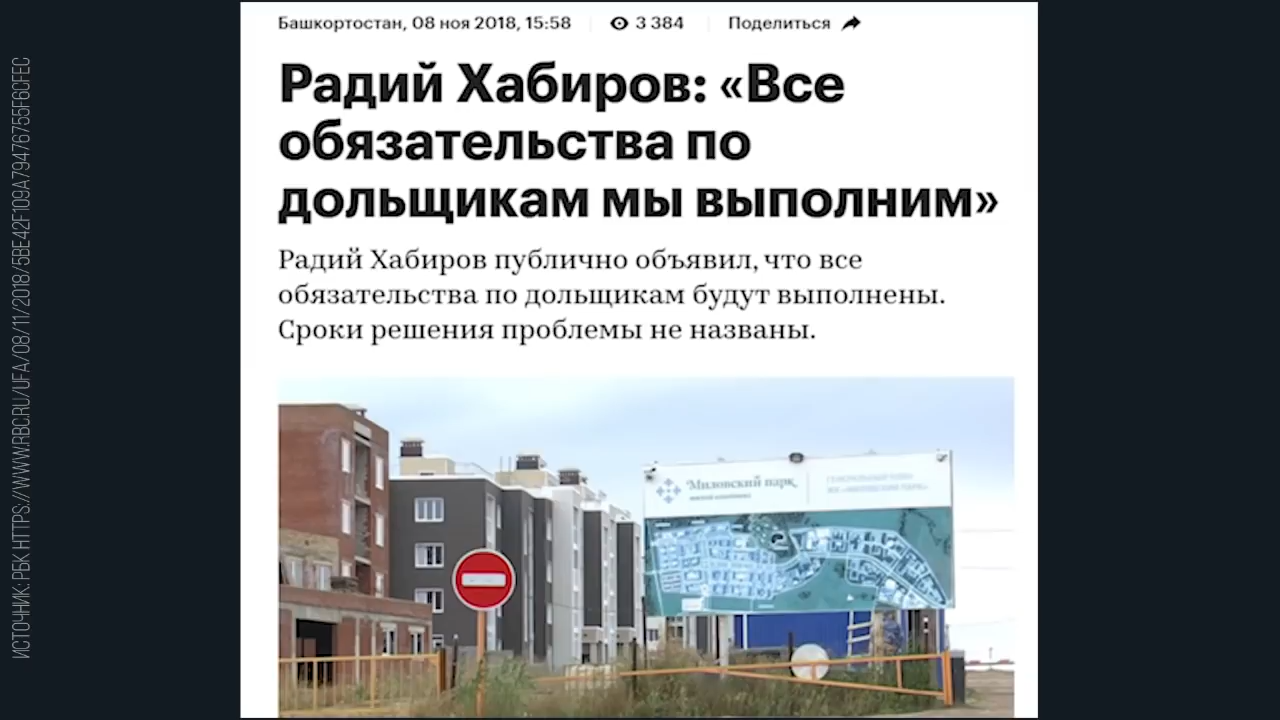 Башкортостан, 08 ноя 2018, 15:58
3 384
Поделиться
Радий Хабиров: «Все
обязательства по
дольщикам мы выполним»
Радий Хабиров публично объявил, что все
обязательства по дольщикам будут выполнены.
Сроки решения проблемы не названы.
Миловский парк
ИСТОЧНИК: РБК HTTPS://WWW.RBC.RU/UFA/08/11/2018/5BE42F109A79476755F6CFEC